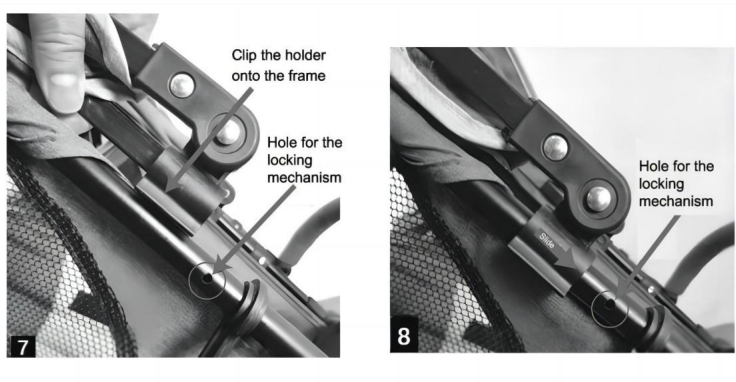 Clip the holder
onto the frame
Hole for the
locking
mechanism
7
Hole for the
locking
mechanism
Slide
8